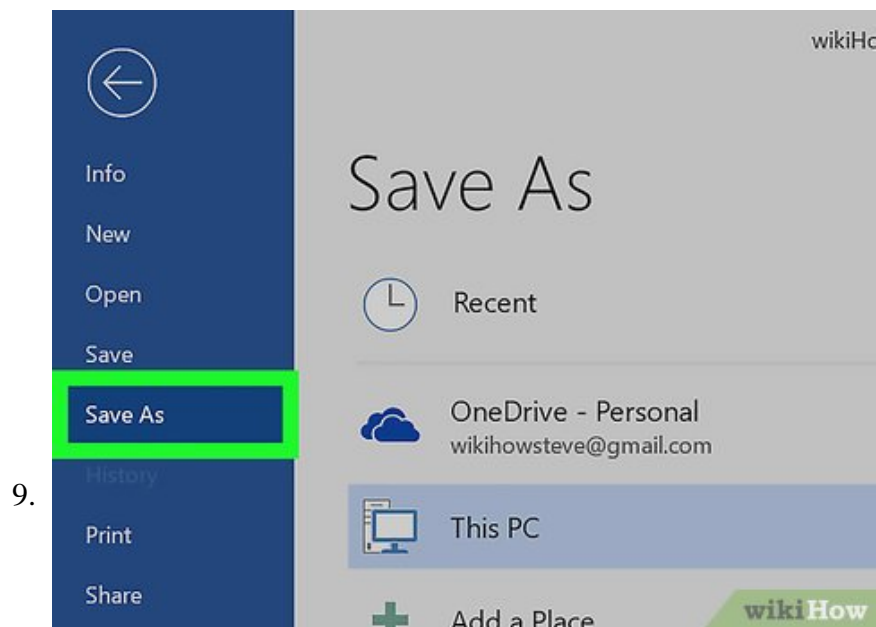 wikiHo
Info
New
Open
Save
Save As
History
Print
Share
Save As
Recent
OneDrive - Personal
wikihowsteve@gmail.com
This PC
Add a Place
9.
wikiHow